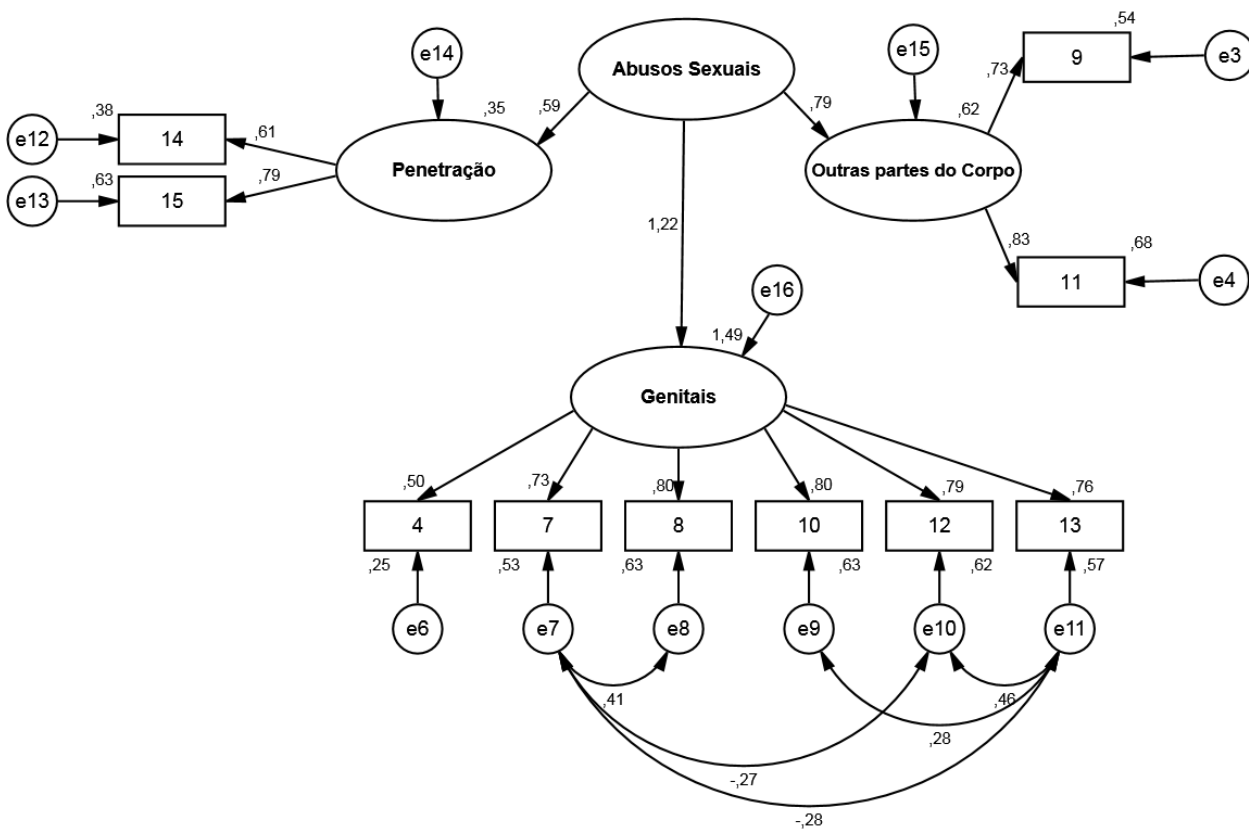 Abusos Sexuais
e14
e15
,54
9
e3
,73
,59
,79
,35
,62
,38
e12
14
,61
Penetração
Outras partes do Corpo
,63
e13
15
,79
1,22
,83
,68
11
e4
e16
1,49
Genitais
,50
,73
,80
,80
,79
,76
4
7
8
10
12
13
,25
,53
,63
,63
,62
,57
e6
e7
e8
e9
e10
e11
,41
,46
,28
-,27
-,28